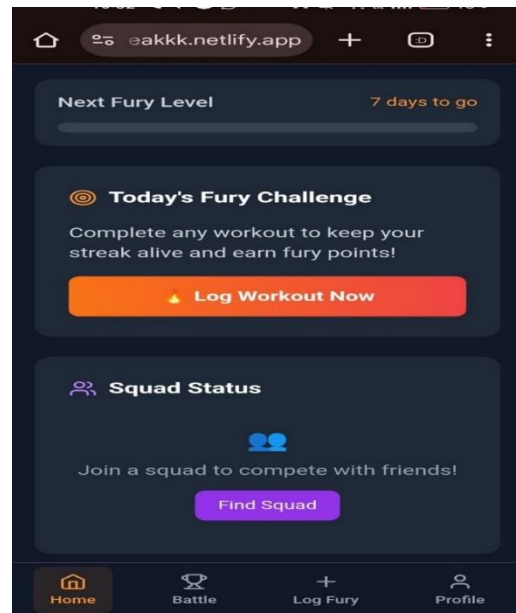 eakkk.netlify.app
Next Fury Level 7 days to go
Today's Fury Challenge
Complete any workout to keep your
streak alive and earn fury points!
Log Workout Now
Squad Status
Join a squad to compete with friends!
Find Squad
Home Battle Log Fury Profile